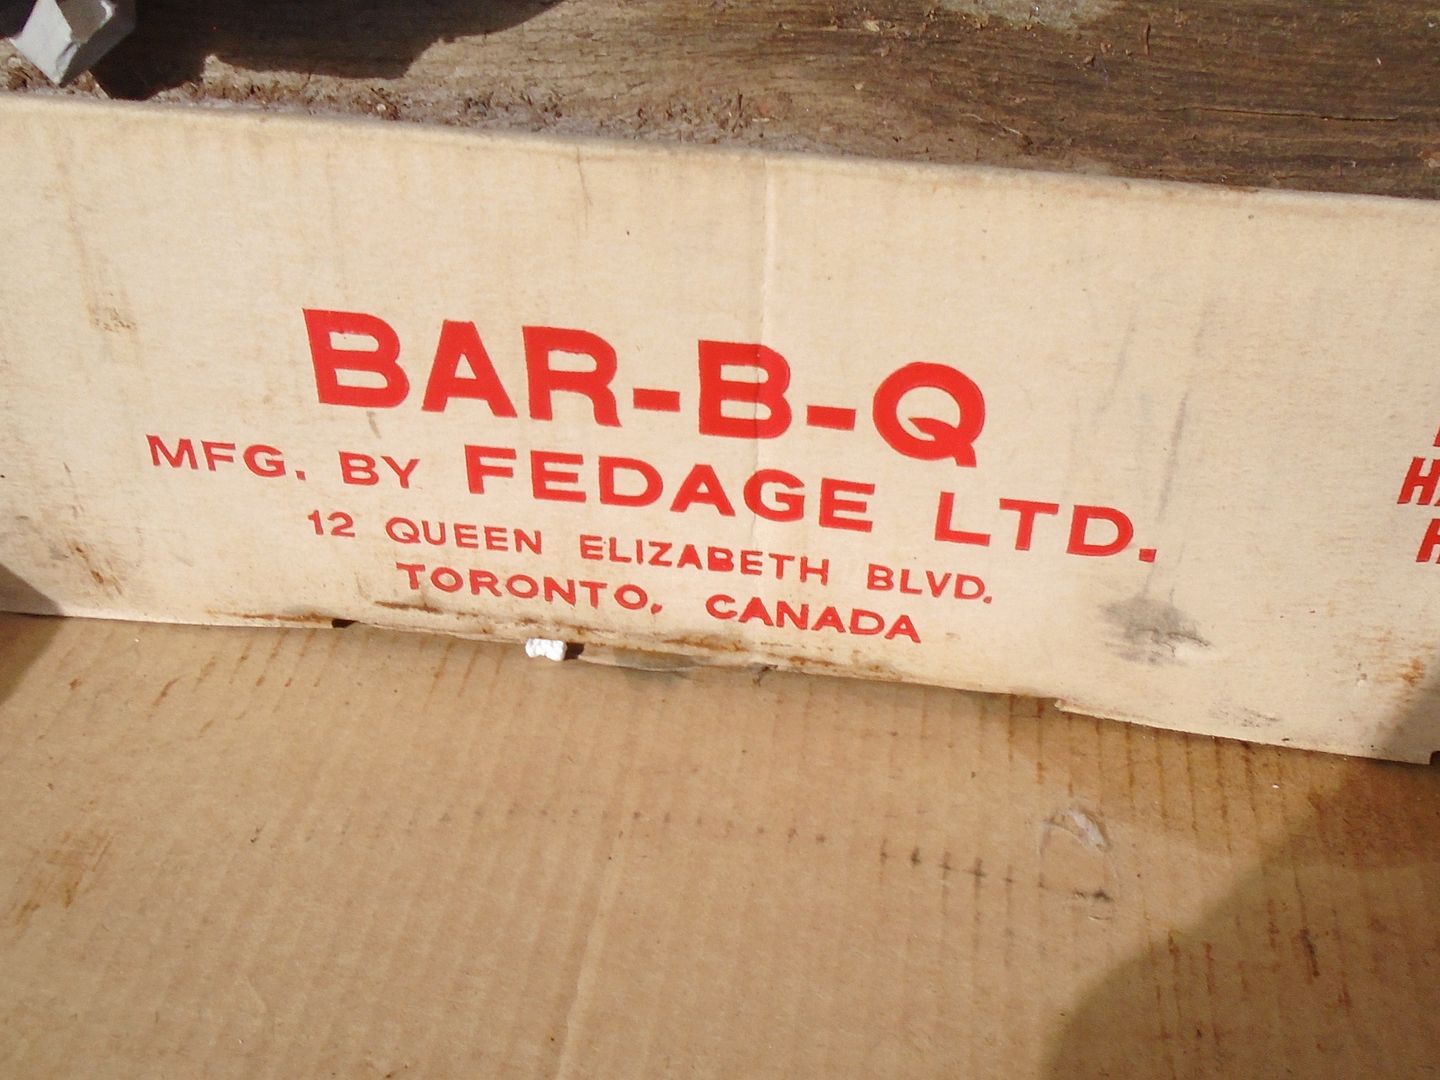 BAR-B-Q
MFG. BY FEDAGE LTD.
12 QUEEN ELIZABETH BLVD.
TORONTO, CANADA